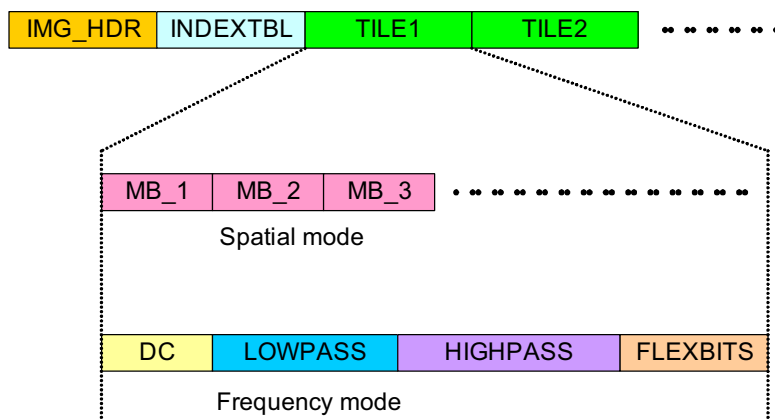 IMG_HDR INDEXTBL TILE1 TILE2
MB_1 MB_2 MB_3
Spatial mode
DC LOWPASS HIGHPASS FLEXBITS
Frequency mode